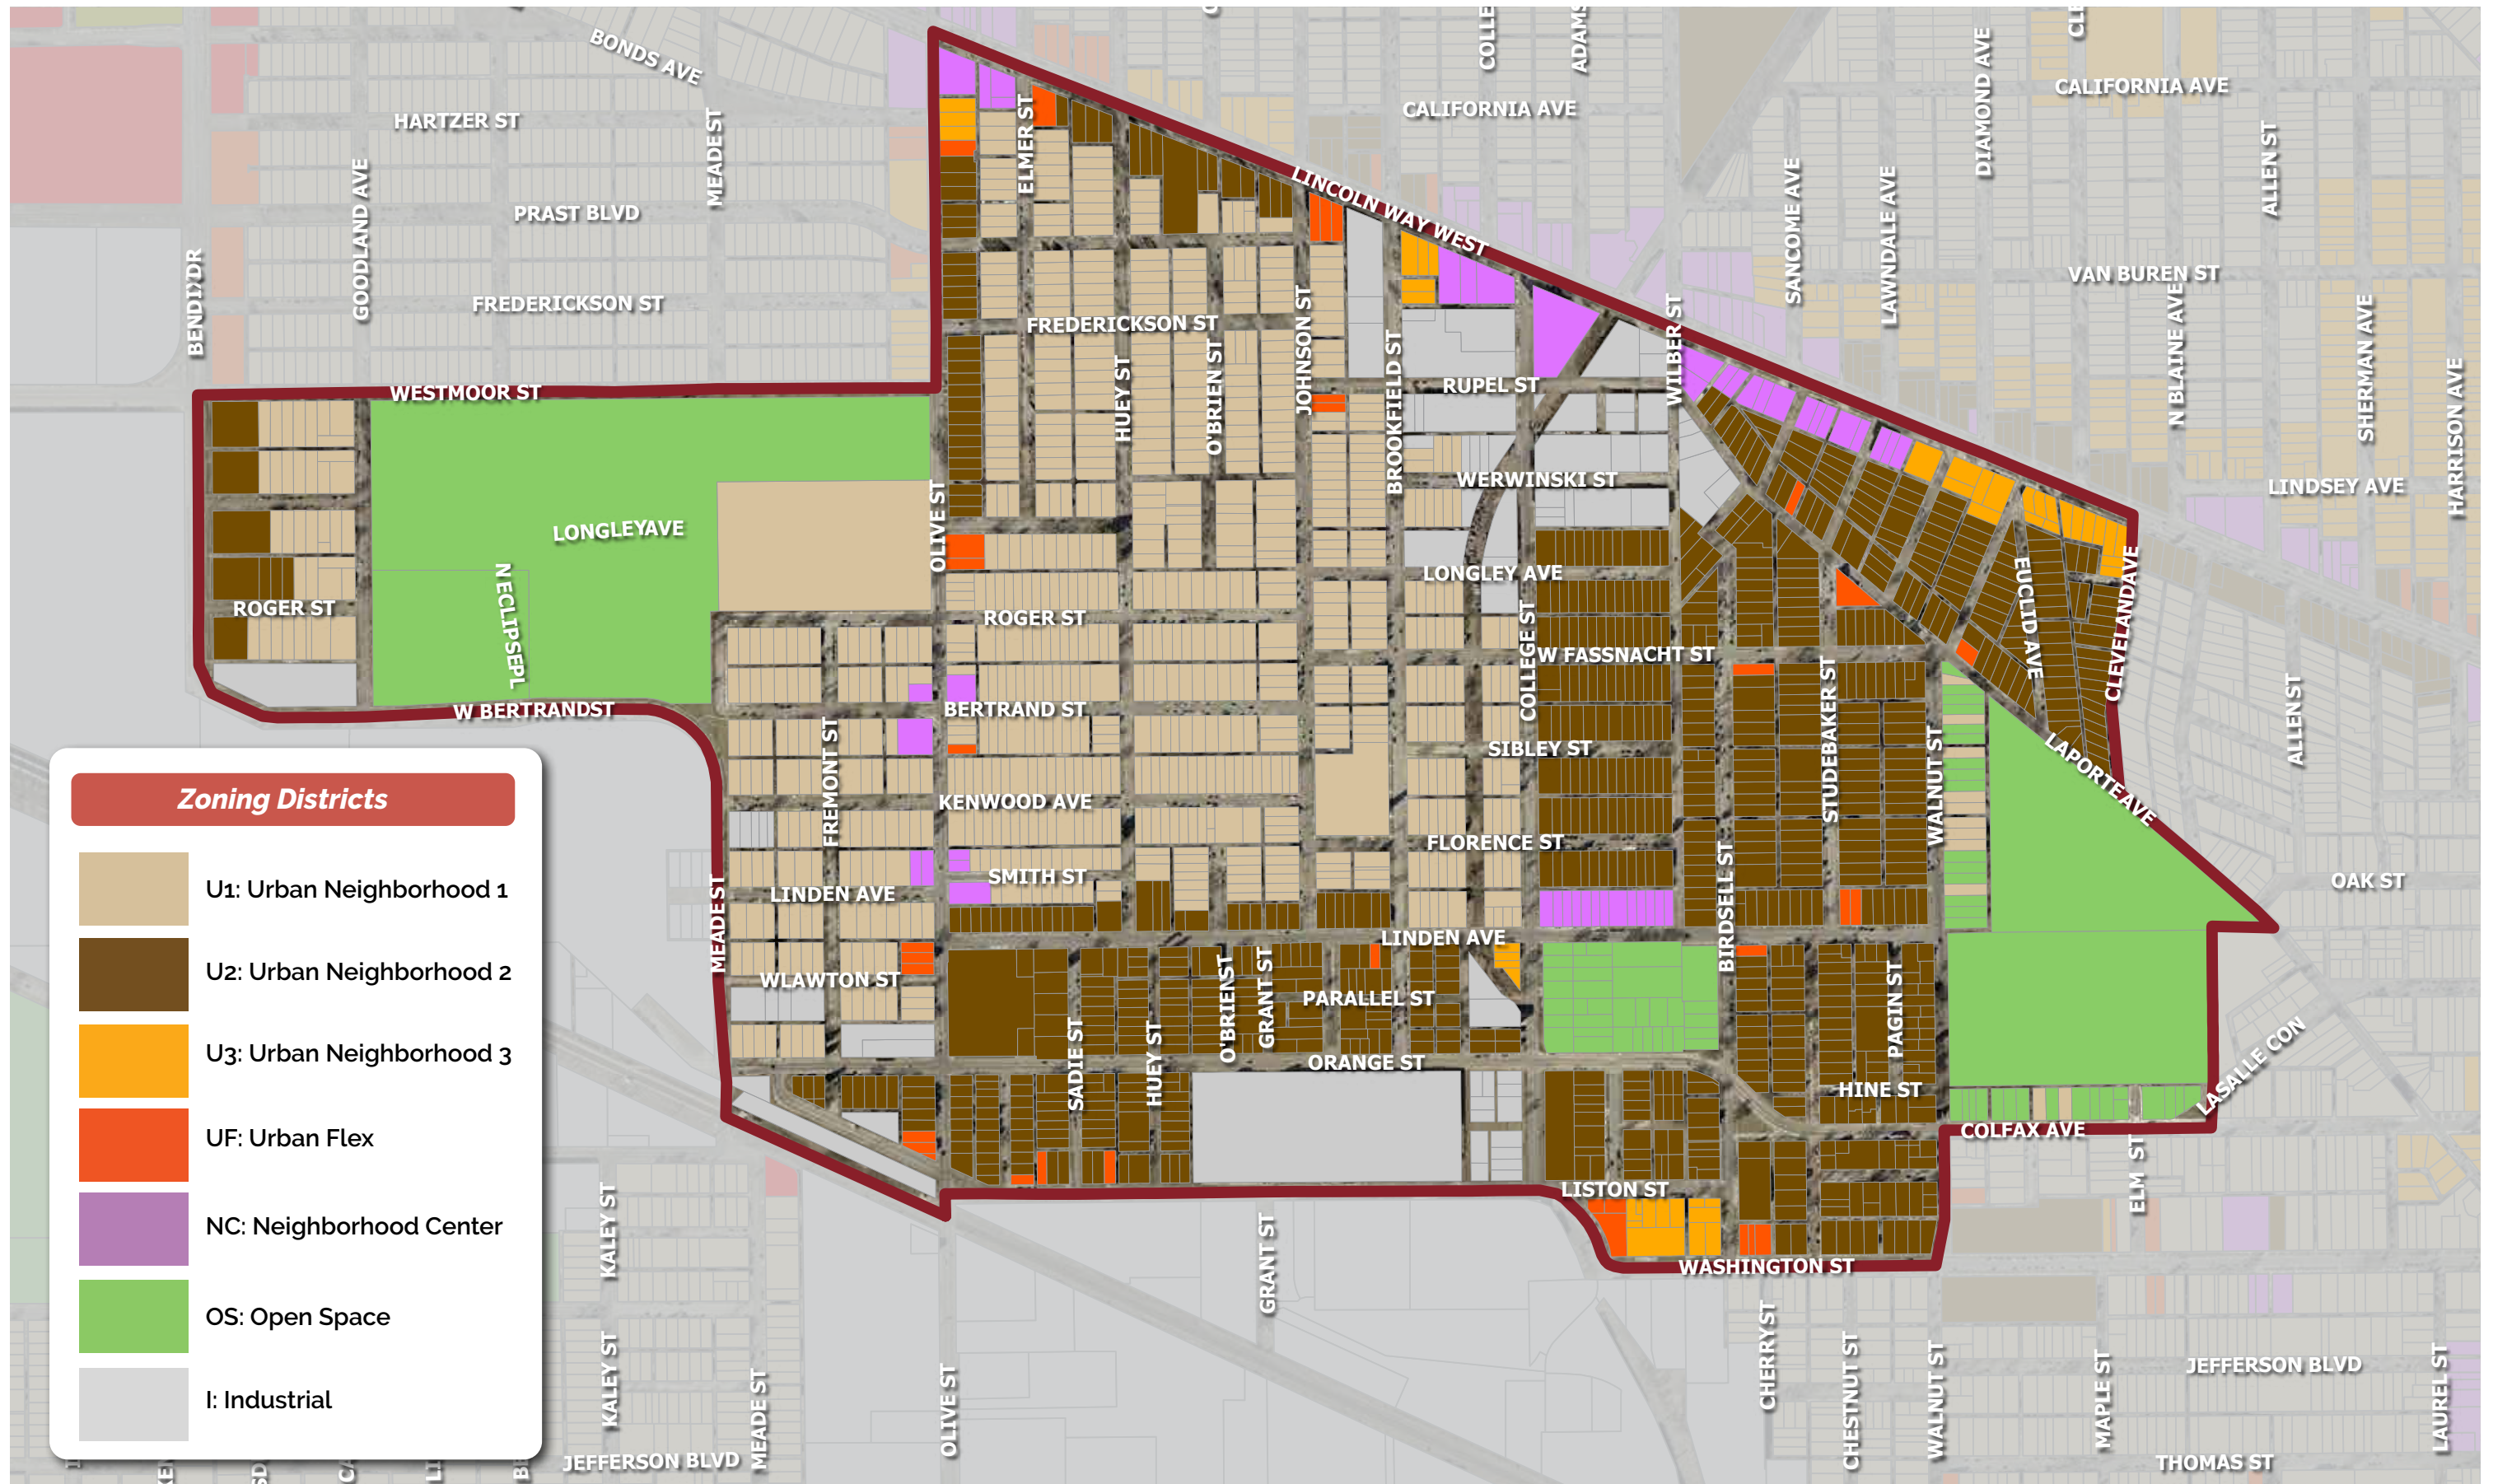 BONDS AVE
COLLE
ADAMS
DIAMOND AVE
CALIFORNIA AVE
CALIFORNIA AVE
HARTZER ST
MEADE ST
ELMER ST
ALLEN ST
GOODLAND AVE
PRAST BLVD
LINCOLN WAY WEST
SANCOME AVE
LAWNDALE AVE
VAN BUREN ST
BENDIX DR
FREDERICKSON ST
FREDERICKSON ST
JOHNSON ST
WILBER ST
N BLAINE AVE
SHERMAN AVE
HARRISON AVE
WESTMOOR ST
HUEY ST
O'BRIEN ST
BROOKFIELD ST
RUPEL ST
WERWINSKI ST
LINDSEY AVE
OLIVE ST
LONGLEYAVE
LONGLEY AVE
N ECLIPSEPL
ROGER ST
ROGER ST
COLLEGE ST
W FASSNACHT ST
EUCLID AVE
CLEVELANDAVE
W BERTRANDST
BERTRAND ST
SIBLEY ST
STUDEBAKER ST
WALNUT ST
LAPORTEAVE
ALLENST
FREMONT ST
KENWOOD AVE
FLORENCE ST
BIRDSELL ST
SMITH ST
LINDEN AVE
OAK ST
MEADE ST
LINDEN AVE
WLAWTON ST
O'BRIENST
GRANT ST
PARALLEL ST
PAGIN ST
SADIE ST
HUEY ST
ORANGE ST
HINE ST
LASALLE CON
COLFAX AVE
ELM ST
LISTON ST
KALEY ST
GRANT ST
WASHINGTON ST
CHERRYST
CHESTNUT ST
WALNUT ST
MAPLE ST
JEFFERSON BLVD
LAUREL ST
KALEY ST
MEADE ST
OLIVE ST
JEFFERSON BLVD
THOMAS ST
Zoning Districts
U1: Urban Neighborhood 1
U2: Urban Neighborhood 2
U3: Urban Neighborhood 3
UF: Urban Flex
NC: Neighborhood Center
OS: Open Space
I: Industrial